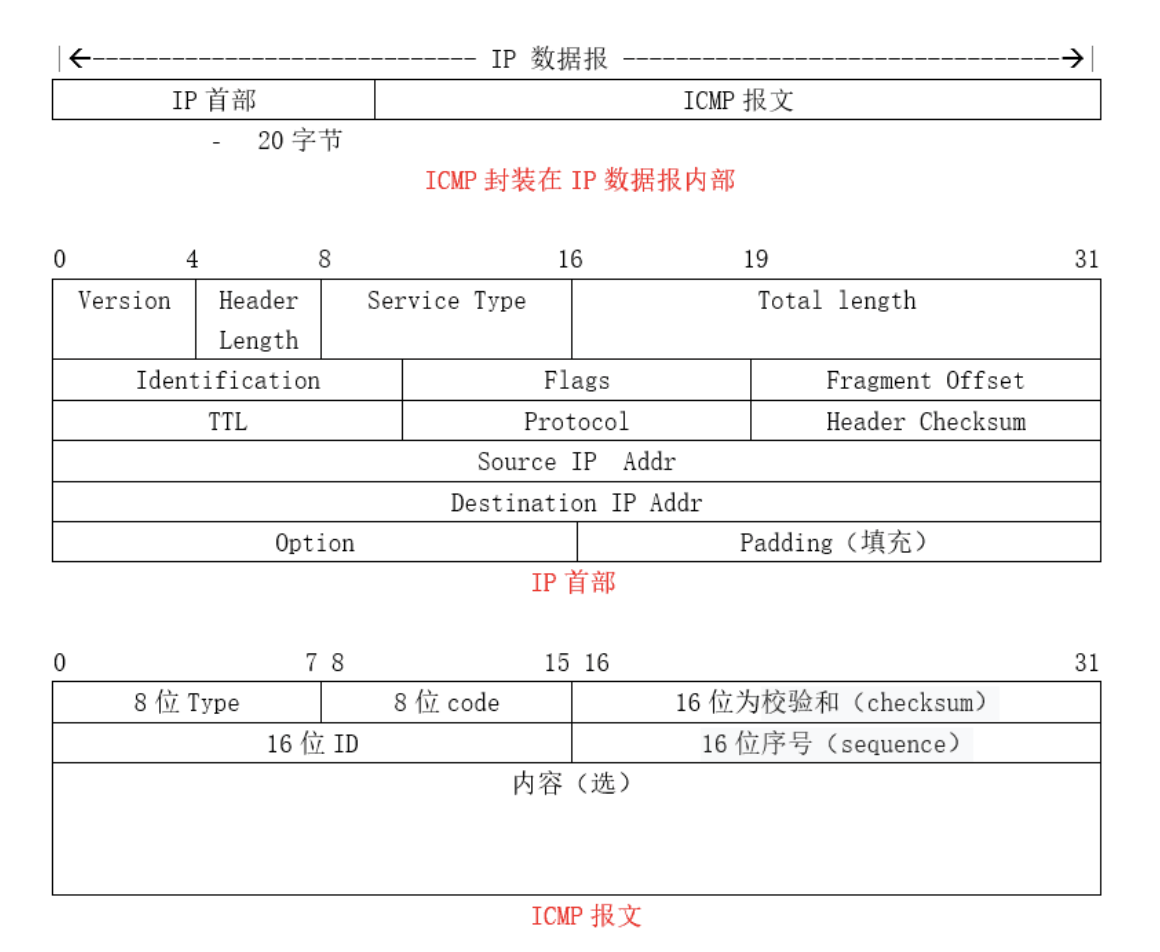 |←----------------------------- IP 数据报 ---------------------------------→|
IP 首部 ICMP 报文
- 20 字节
ICMP 封装在 IP 数据报内部
0 4 8 16 19 31
Version Header Service Type Total length
Length
Identification Flags Fragment Offset
TTL Protocol Header Checksum
Source IP Addr
Destination IP Addr
Option Padding（填充）
IP 首部
0 7 8 15 16 31
8 位 Type 8 位 code 16 位为校验和（checksum）
16 位 ID 16 位序号（sequence）
内容（选）
ICMP 报文